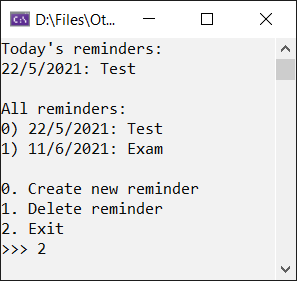 D:\Files\Ot...
Today's reminders:
22/5/2021: Test
All reminders:
0) 22/5/2021: Test
1) 11/6/2021: Exam
0. Create new reminder
1. Delete reminder
2. Exit
>>> 2